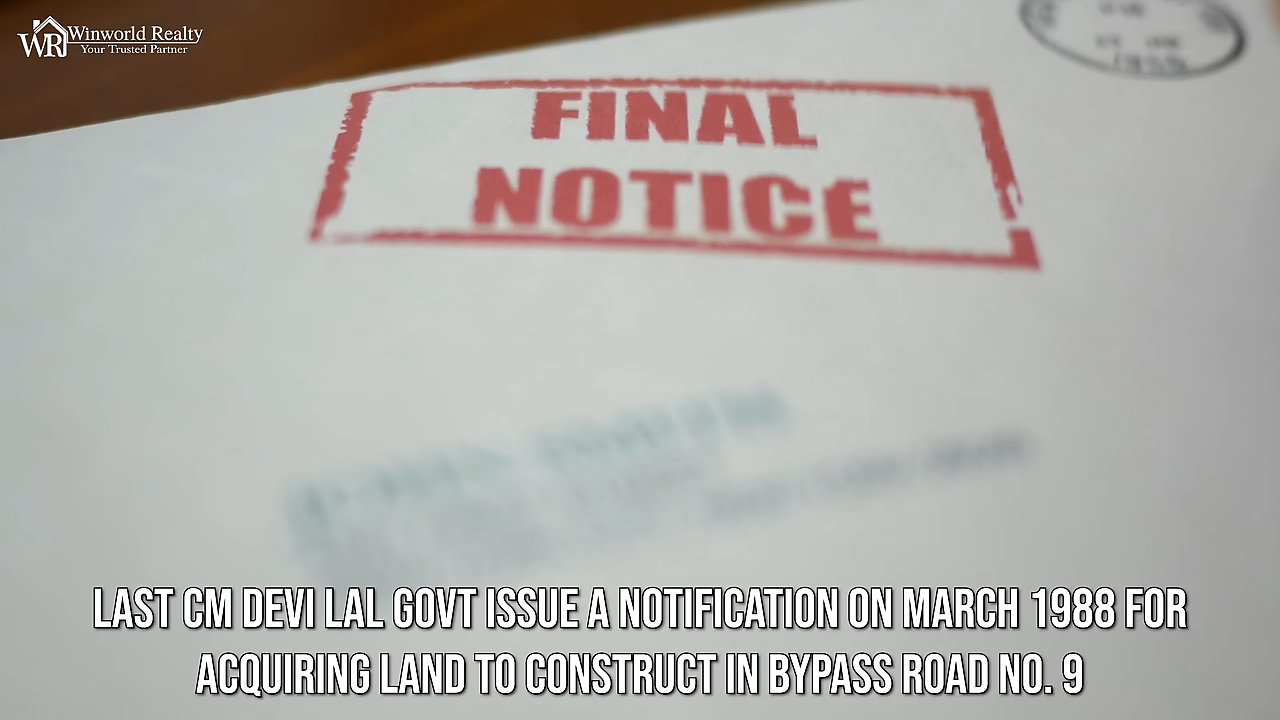 Winworld Realty
WR
Your Trusted Partner
FINAL
NOTICE
LAST CM DEVI LAL GOVT ISSUE A NOTIFICATION ON MARCH 1988 FOR
ACQUIRING LAND TO CONSTRUCT IN BYPASS ROAD NO. 9